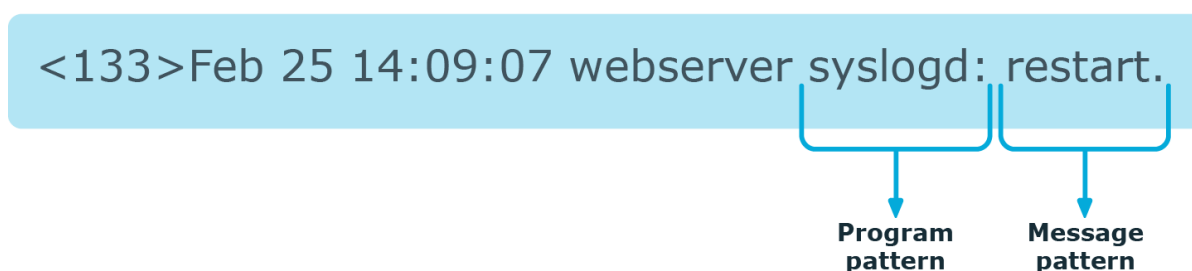 <133>Feb 25 14:09:07 webserver syslogd: restart.
Program pattern
Message pattern